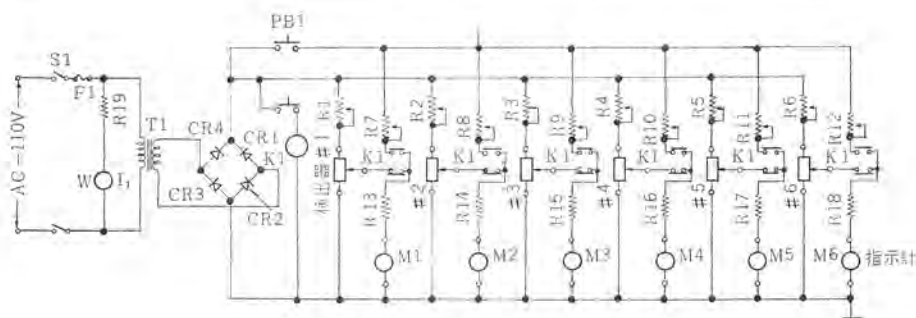 PB1
S1
F1
R19
T1
AC-110V
W
I₁
CR4
CR1
CR3
CR2
K1
検出器#1
R1
R7
R2
R8
R3
R9
R4
R10
R5
R11
R6
R12
K1
K1
K1
K1
K1
K1
#2
#3
#4
#5
#6
R13
R14
R15
R16
R17
R18
M1
M2
M3
M4
M5
M6
指示計